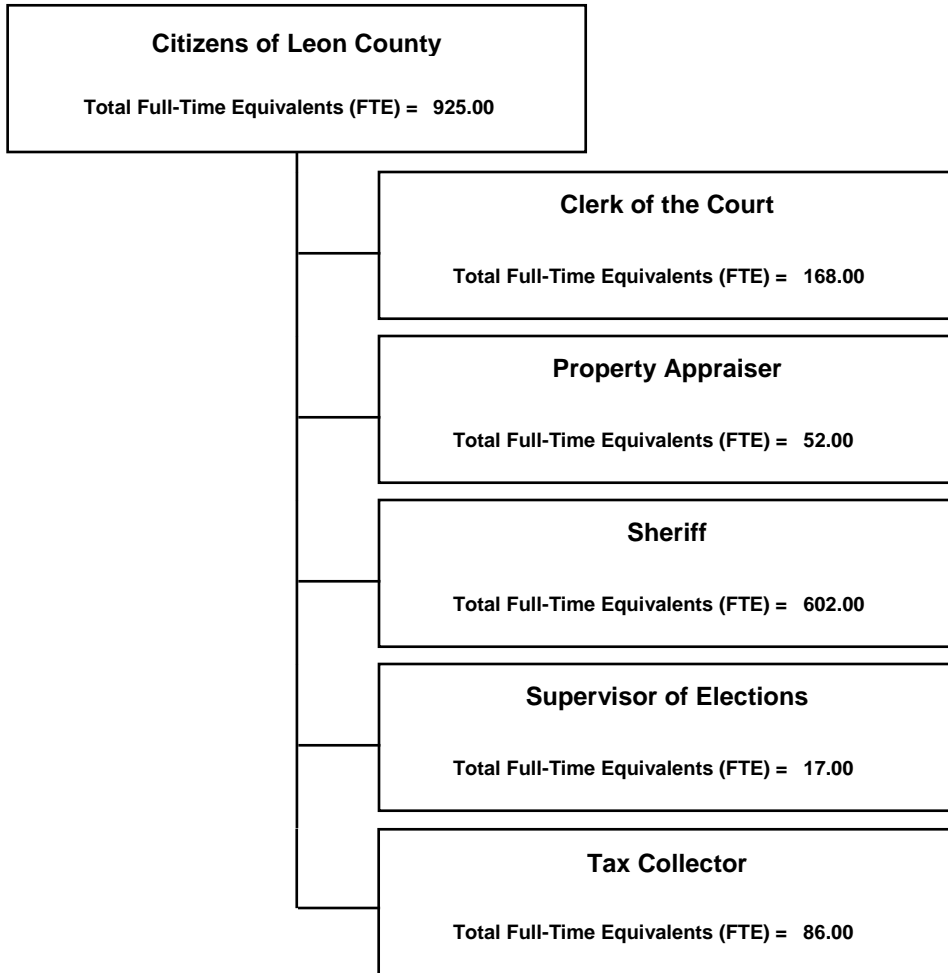 Citizens of Leon County
Total Full-Time Equivalents (FTE) = 925.00
Clerk of the Court
Total Full-Time Equivalents (FTE) = 168.00
Property Appraiser
Total Full-Time Equivalents (FTE) = 52.00
Sheriff
Total Full-Time Equivalents (FTE) = 602.00
Supervisor of Elections
Total Full-Time Equivalents (FTE) = 17.00
Tax Collector
Total Full-Time Equivalents (FTE) = 86.00